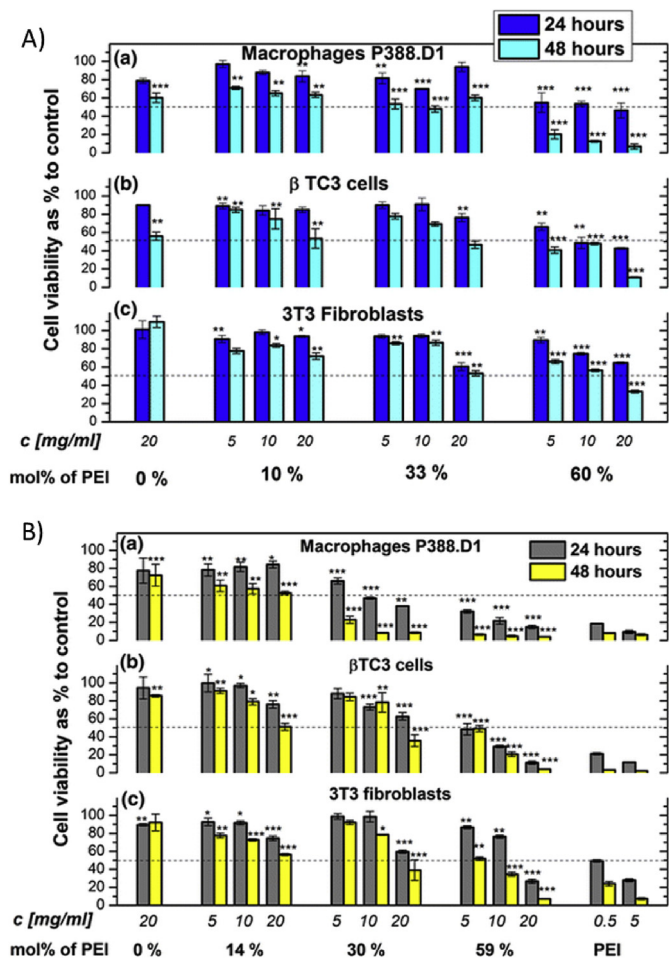 A)
24 hours
48 hours
(a)
Macrophages P388.D1
100
80
60
40
20
0
** *** ** ** ** ** ** *** *** ** *** *** *** *** *** *** ***
(b)
β TC3 cells
100
80
60
40
20
0
** ** ** ** ** ** ** *** ** *** *** ***
(c)
3T3 Fibroblasts
100
80
60
40
20
0
** * * ** ** *** ** ** *** *** *** *** ***
Cell viability as % to control
c [mg/ml] 20 5 10 20 5 10 20 5 10 20
mol% of PEI 0 % 10 % 33 % 60 %
B)
(a)
Macrophages P388.D1
24 hours
48 hours
100
80
60
40
20
0
*** ** ** ** ** * *** *** *** *** *** ** *** *** *** *** *** *** ***
(b)
βTC3 cells
100
80
60
40
20
0
** * ** * * ** *** *** ** *** *** *** *** *** *** *** ***
(c)
3T3 fibroblasts
100
80
60
40
20
0
** * ** * *** *** *** * *** *** ** ** *** *** *** ***
Cell viability as % to control
c [mg/ml] 20 5 10 20 5 10 20 5 10 20 0.5 5
mol% of PEI 0 % 14 % 30 % 59 % PEI